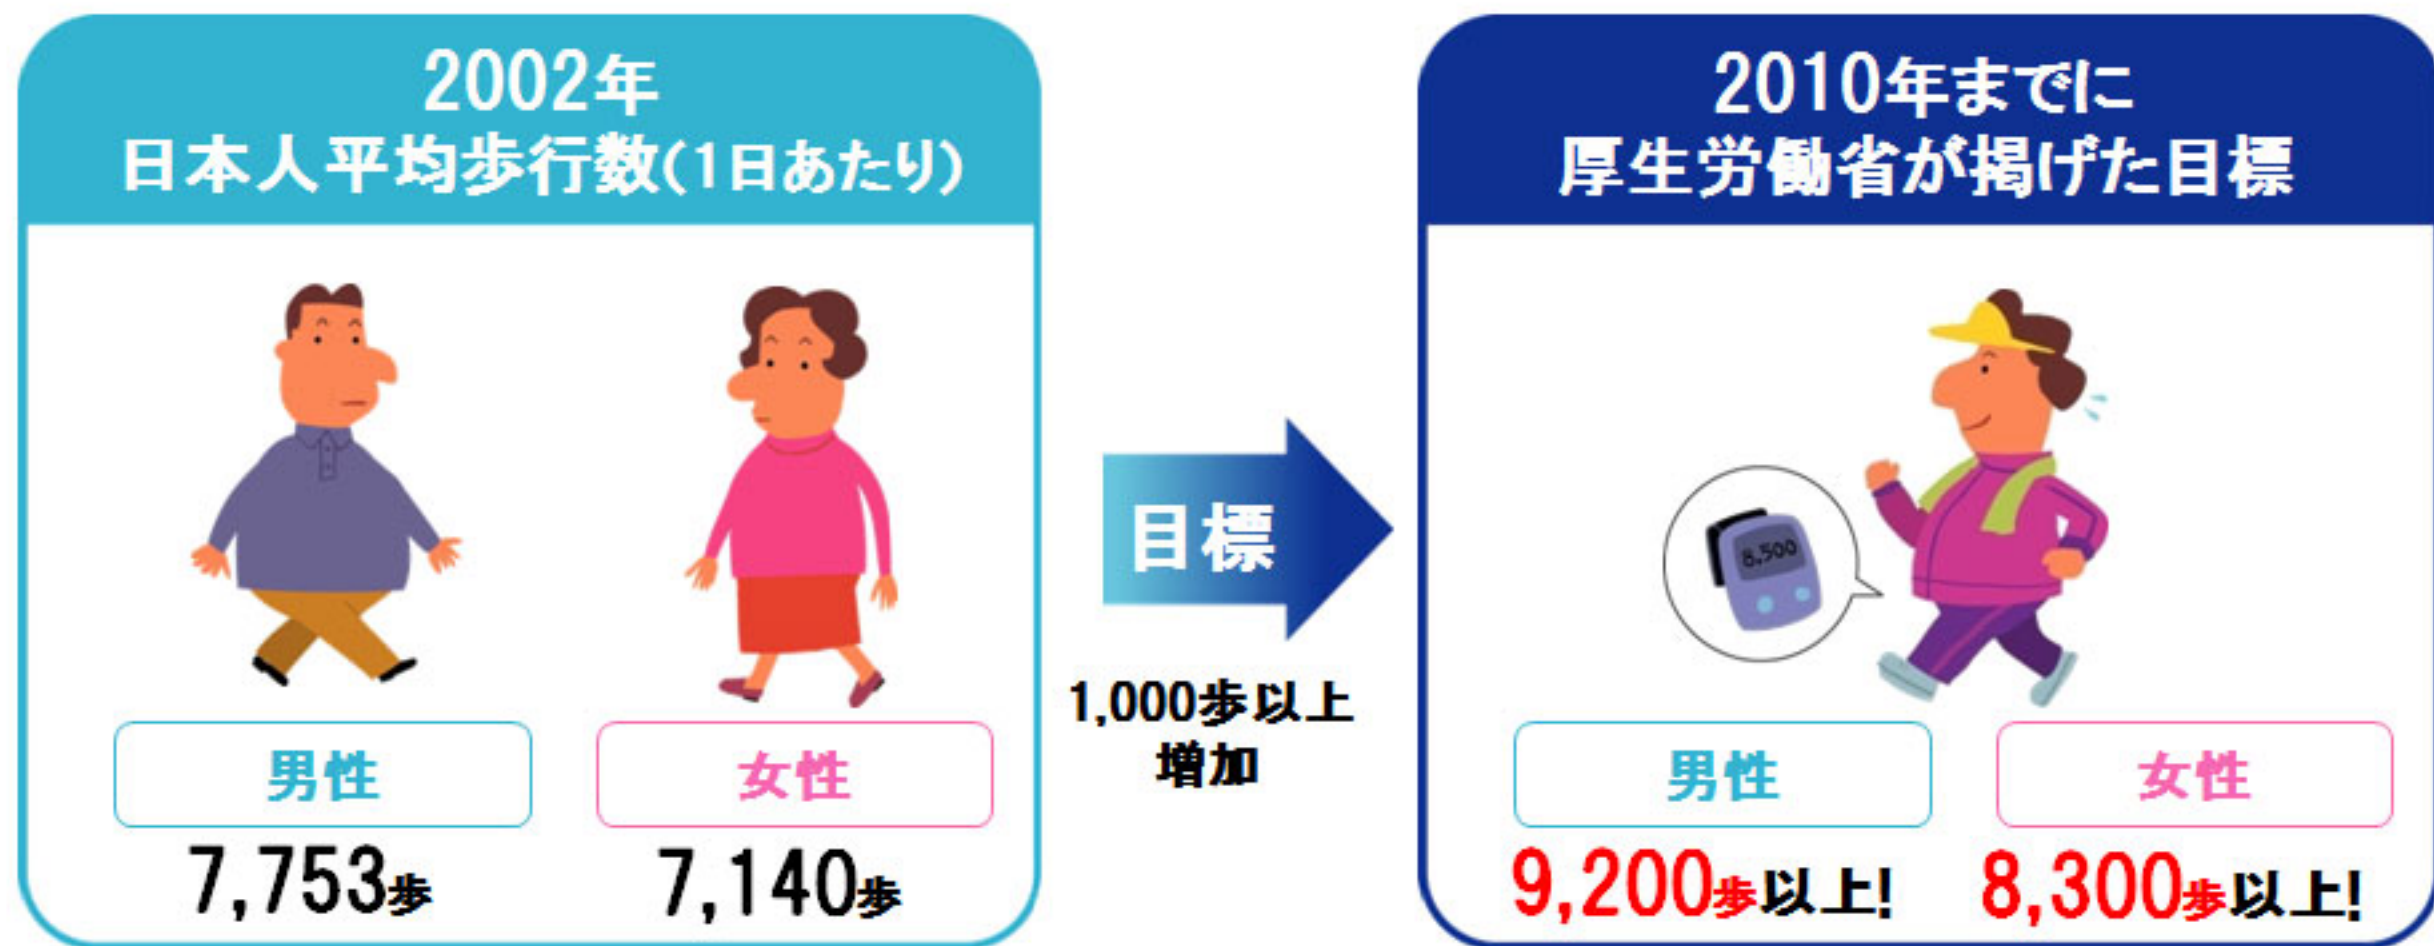 2002年
日本人平均歩行数(1日あたり)
男性
女性
7,753歩
7,140歩
目標
1,000歩以上
増加
2010年までに
厚生労働省が掲げた目標
8,500
男性
女性
9,200歩以上!
8,300歩以上!